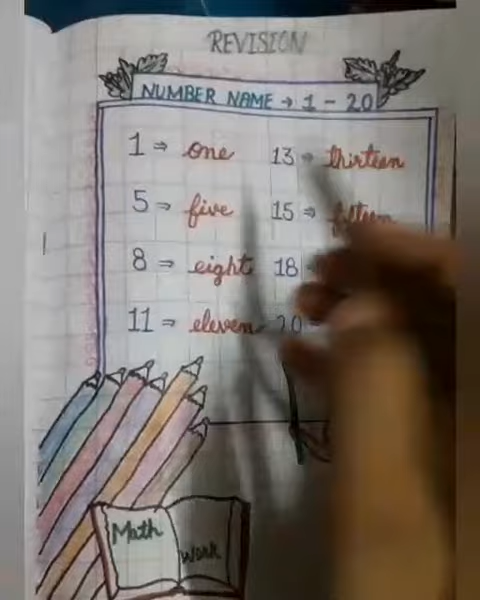 REVISION
NUMBER NAME → 1 - 20
1 ⇒ one 13 ⇒ thirteen
5 ⇒ five 15 ⇒ fifteen
8 ⇒ eight 18 ⇒
11 ⇒ eleven 20
Math
Work